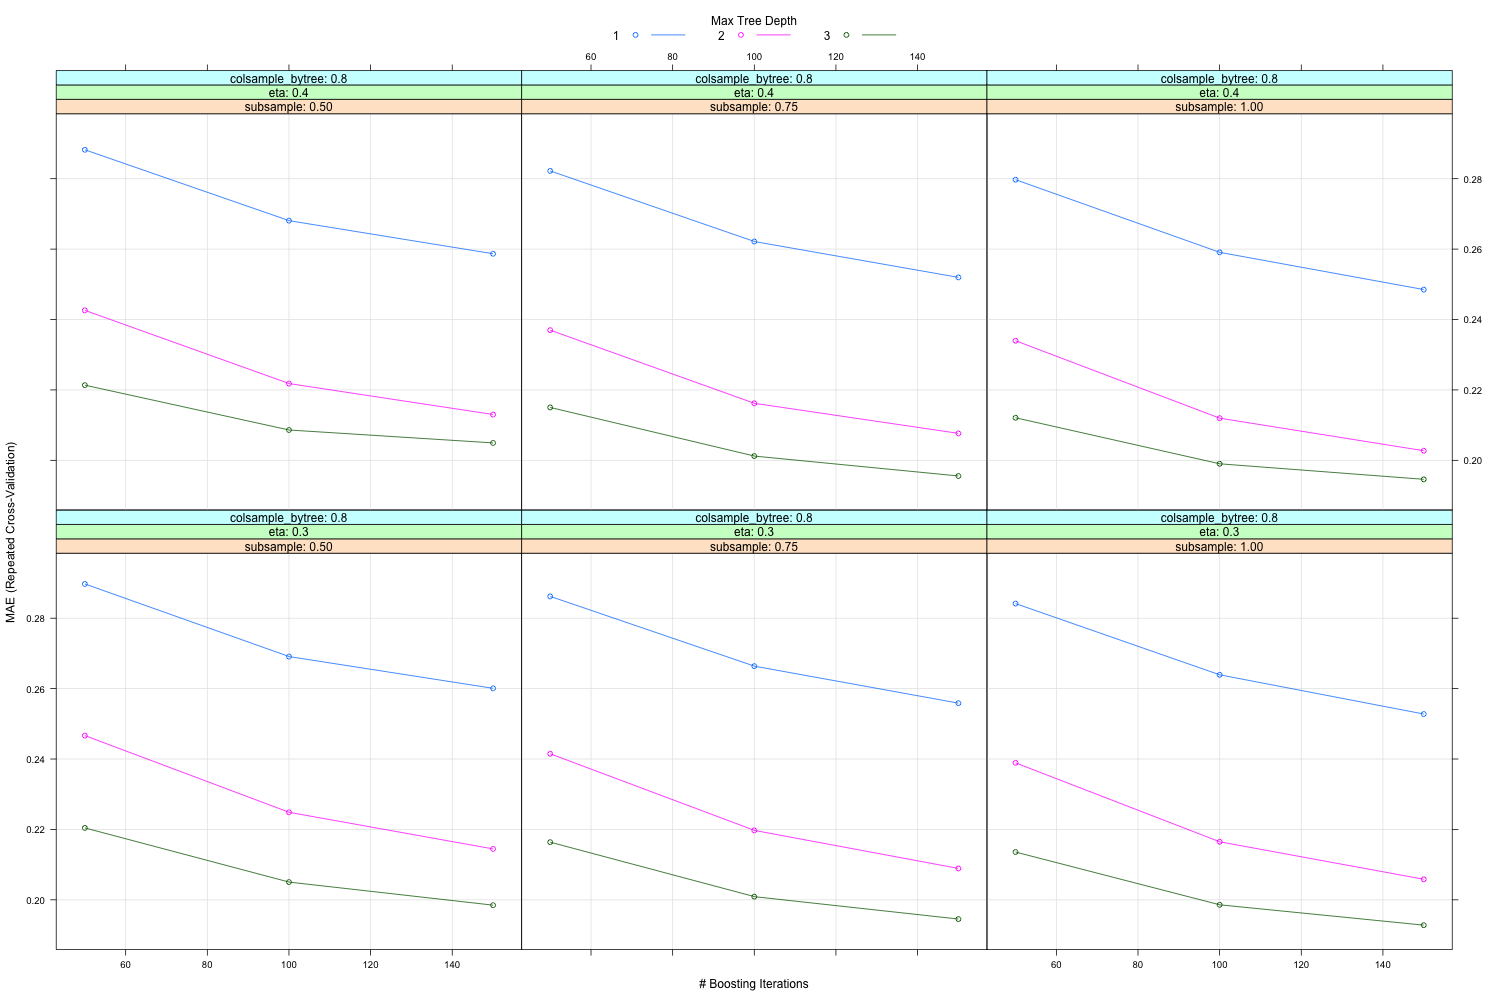 Max Tree Depth
1 2 3
60 80 100 120 140
colsample_bytree: 0.8 colsample_bytree: 0.8 colsample_bytree: 0.8
eta: 0.4 eta: 0.4 eta: 0.4
subsample: 0.50 subsample: 0.75 subsample: 1.00
0.28
0.26
0.24
0.22
0.20
MAE (Repeated Cross-Validation)
colsample_bytree: 0.8 colsample_bytree: 0.8 colsample_bytree: 0.8
eta: 0.3 eta: 0.3 eta: 0.3
subsample: 0.50 subsample: 0.75 subsample: 1.00
0.28
0.26
0.24
0.22
0.20
60 80 100 120 140 60 80 100 120 140
# Boosting Iterations